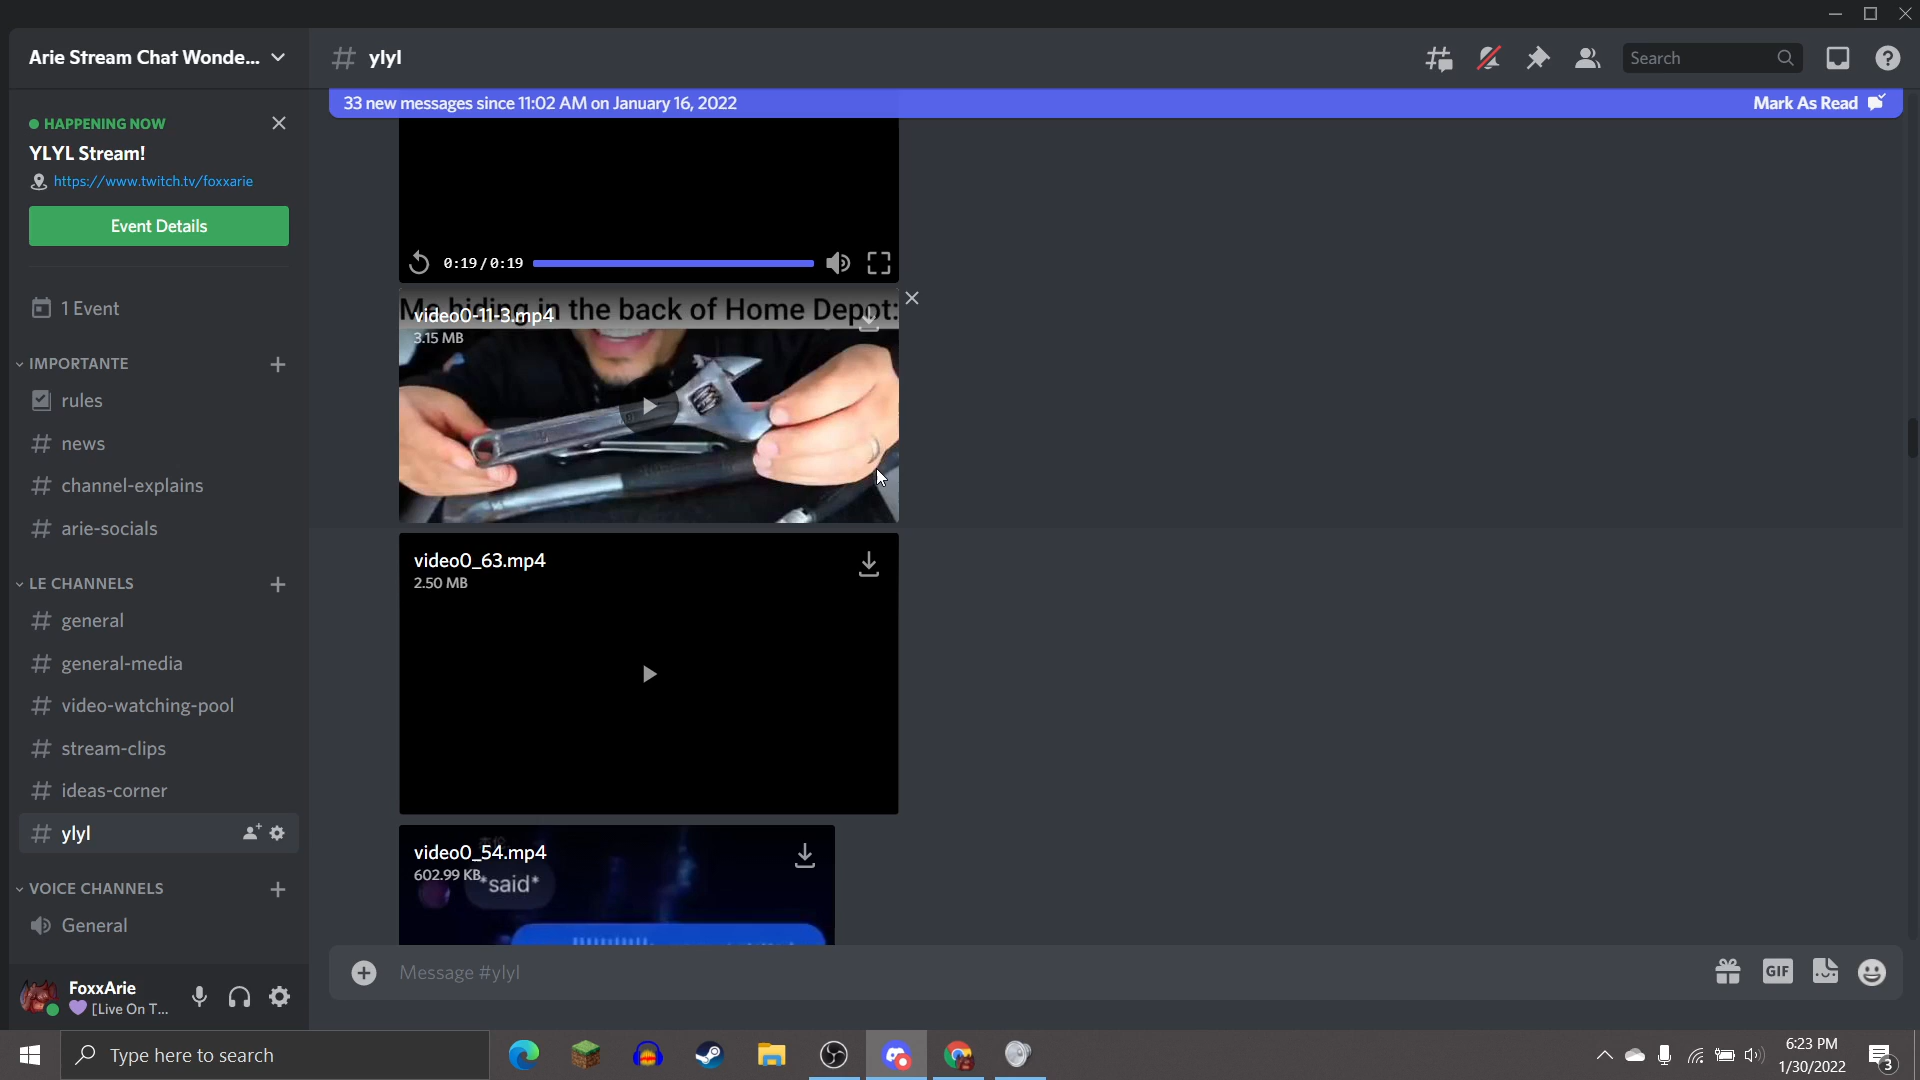 Arie Stream Chat Wonde...
ylyl
Search
33 new messages since 11:02 AM on January 16, 2022
Mark As Read
HAPPENING NOW
YLYL Stream!
https://www.twitch.tv/foxxarie
Event Details
1 Event
IMPORTANTE
rules
news
channel-explains
arie-socials
LE CHANNELS
general
general-media
video-watching-pool
stream-clips
ideas-corner
ylyl
VOICE CHANNELS
General
FoxxArie
[Live On T...
0:19/0:19
hiding in the back of Home Depot:
video0-11-3.mp4
3.15 MB
video0_63.mp4
2.50 MB
video0_54.mp4
602.99 KB
*said*
Message #ylyl
GIF
Type here to search
6:23 PM
1/30/2022
3